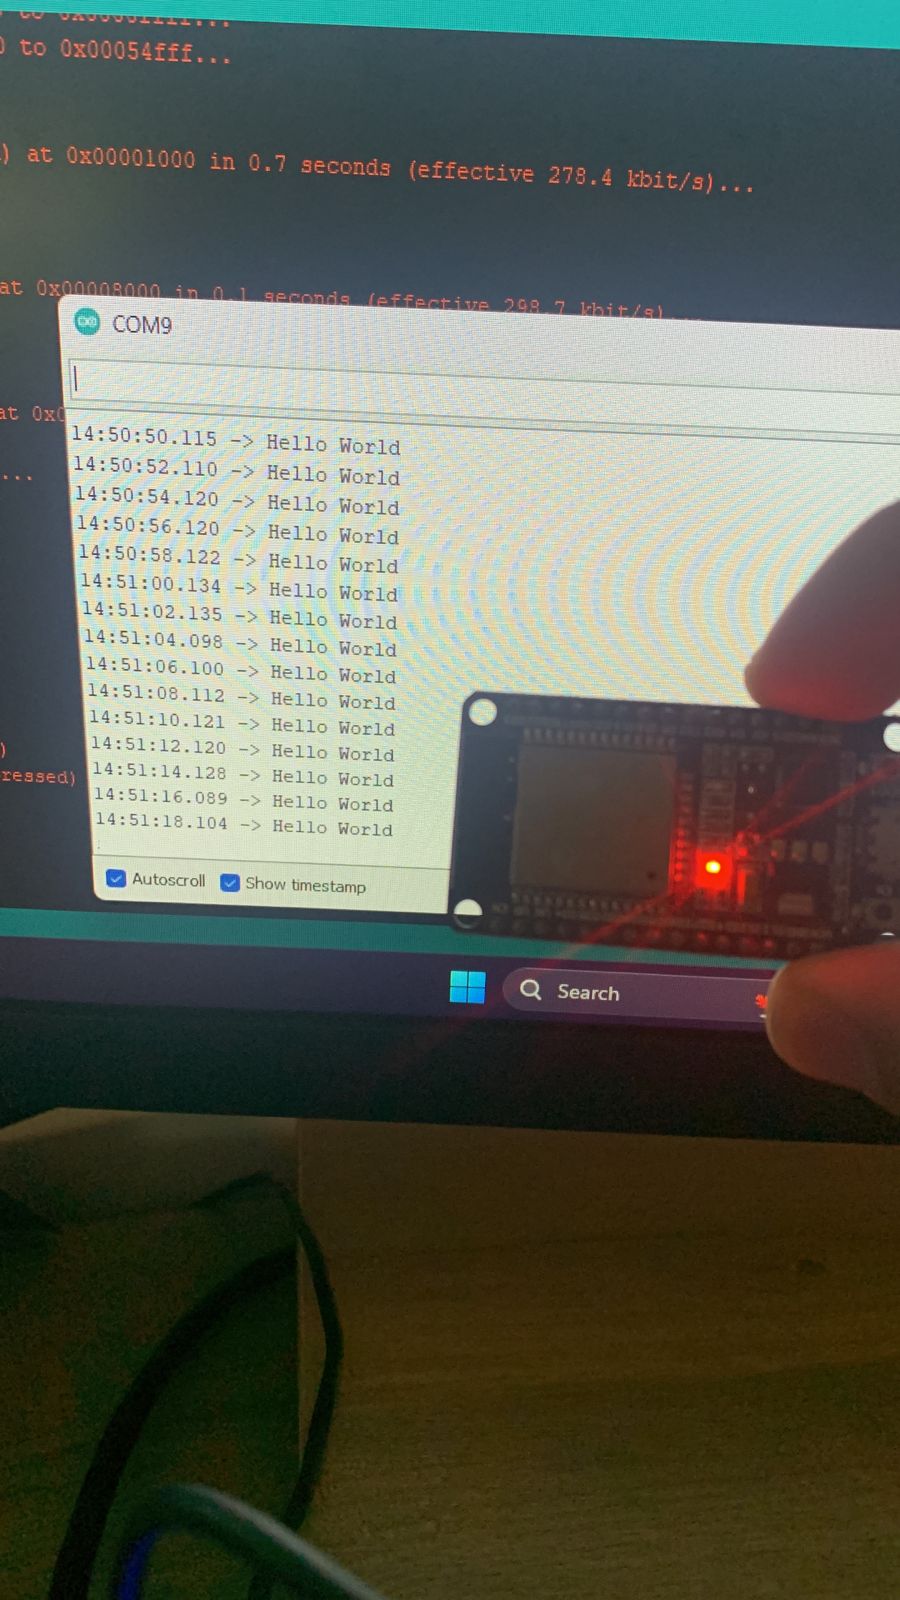 to 0x00001fff...
0 to 0x00054fff...
) at 0x00001000 in 0.7 seconds (effective 278.4 kbit/s)...
at 0x00008000 in 0.1 seconds (effective 298.7 kbit/s)...
COM9
at 0x0
...
14:50:50.115 -> Hello World
14:50:52.110 -> Hello World
14:50:54.120 -> Hello World
14:50:56.120 -> Hello World
14:50:58.122 -> Hello World
14:51:00.134 -> Hello World
14:51:02.135 -> Hello World
14:51:04.098 -> Hello World
14:51:06.100 -> Hello World
14:51:08.112 -> Hello World
14:51:10.121 -> Hello World
14:51:12.120 -> Hello World
)
14:51:14.128 -> Hello World
ressed)
14:51:16.089 -> Hello World
14:51:18.104 -> Hello World
Autoscroll Show timestamp
Search